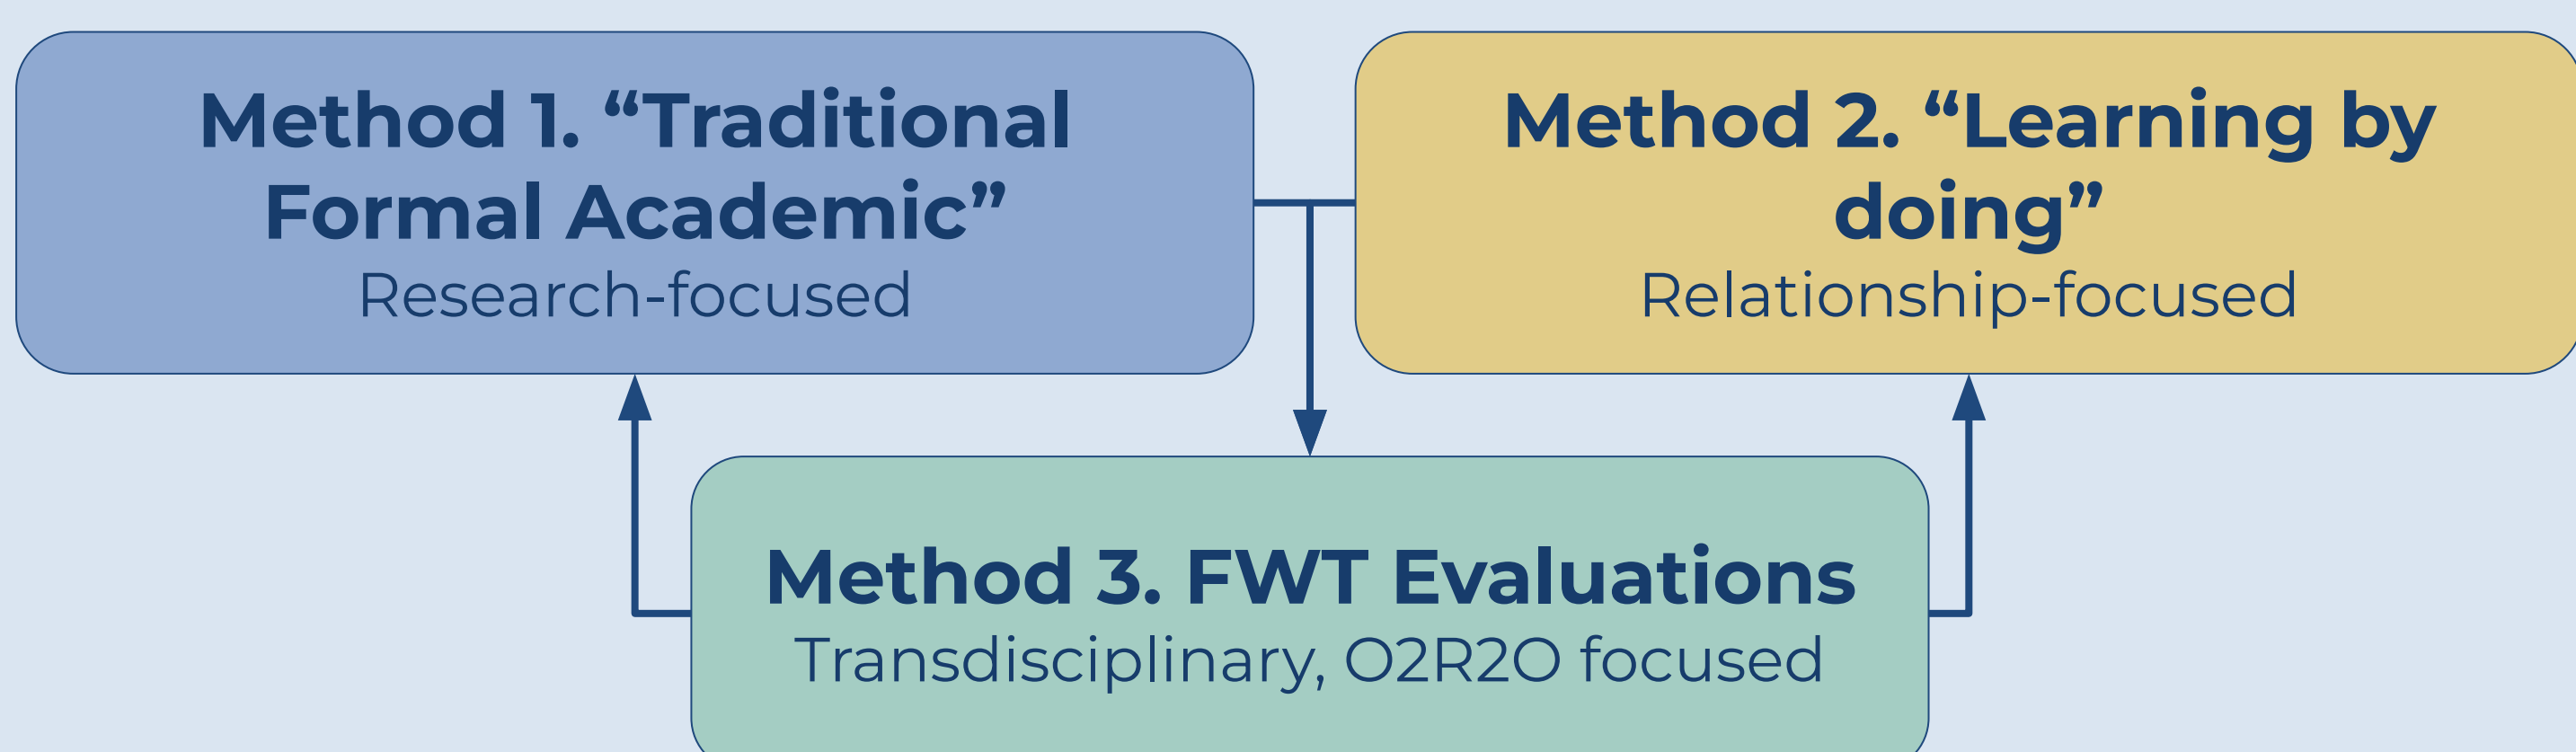 Method 1. “Traditional
Formal Academic”
Research-focused
Method 2. “Learning by
doing”
Relationship-focused
Method 3. FWT Evaluations
Transdisciplinary, O2R2O focused